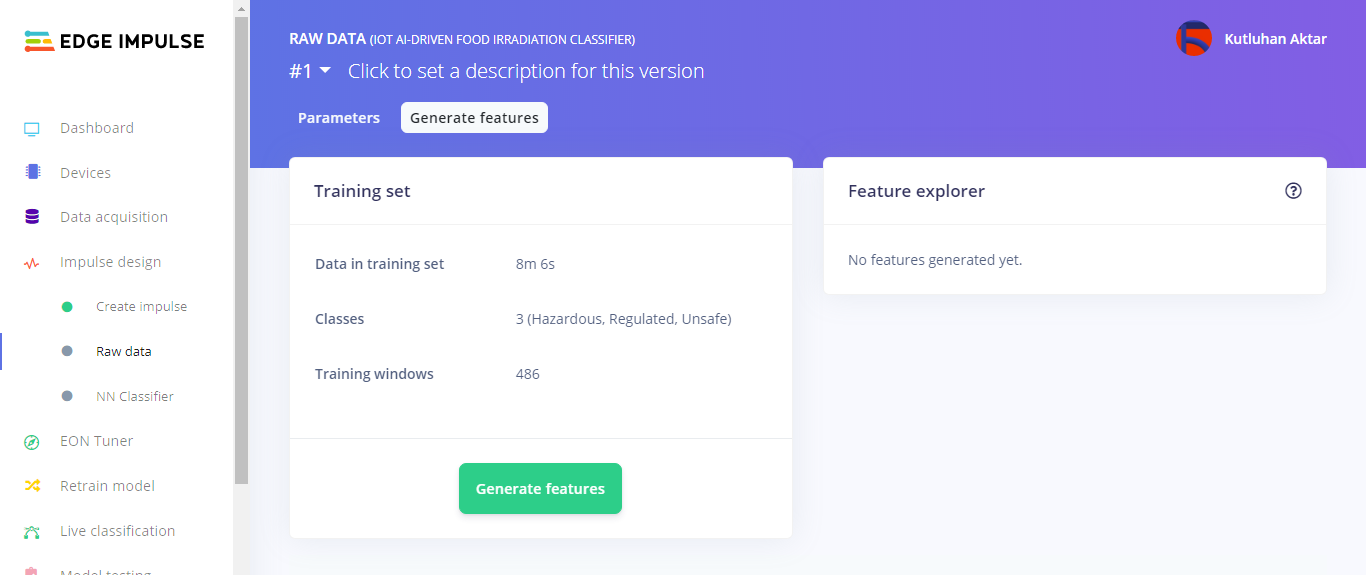 EDGE IMPULSE
Dashboard
Devices
Data acquisition
Impulse design
Create impulse
Raw data
NN Classifier
EON Tuner
Retrain model
Live classification
Model testing
RAW DATA (IOT AI-DRIVEN FOOD IRRADIATION CLASSIFIER)
Kutluhan Aktar
#1 Click to set a description for this version
Parameters
Generate features
Training set
Data in training set 8m 6s
Classes 3 (Hazardous, Regulated, Unsafe)
Training windows 486
Generate features
Feature explorer
No features generated yet.